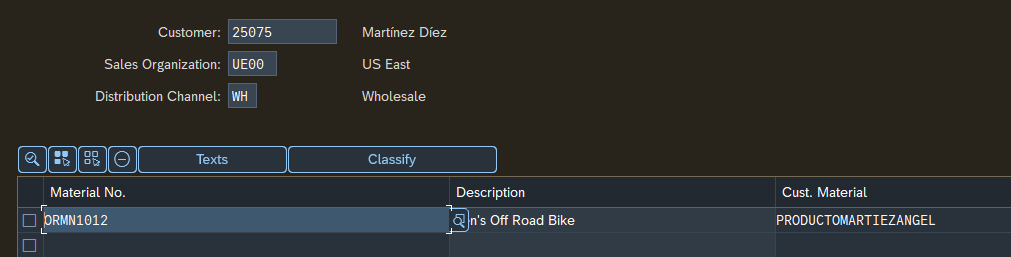 Customer: 25075 Martínez Díez
Sales Organization: UE00 US East
Distribution Channel: WH Wholesale
Texts Classify
Material No. Description Cust. Material
ORMN1012 n's Off Road Bike PRODUCTOMARTIEZANGEL